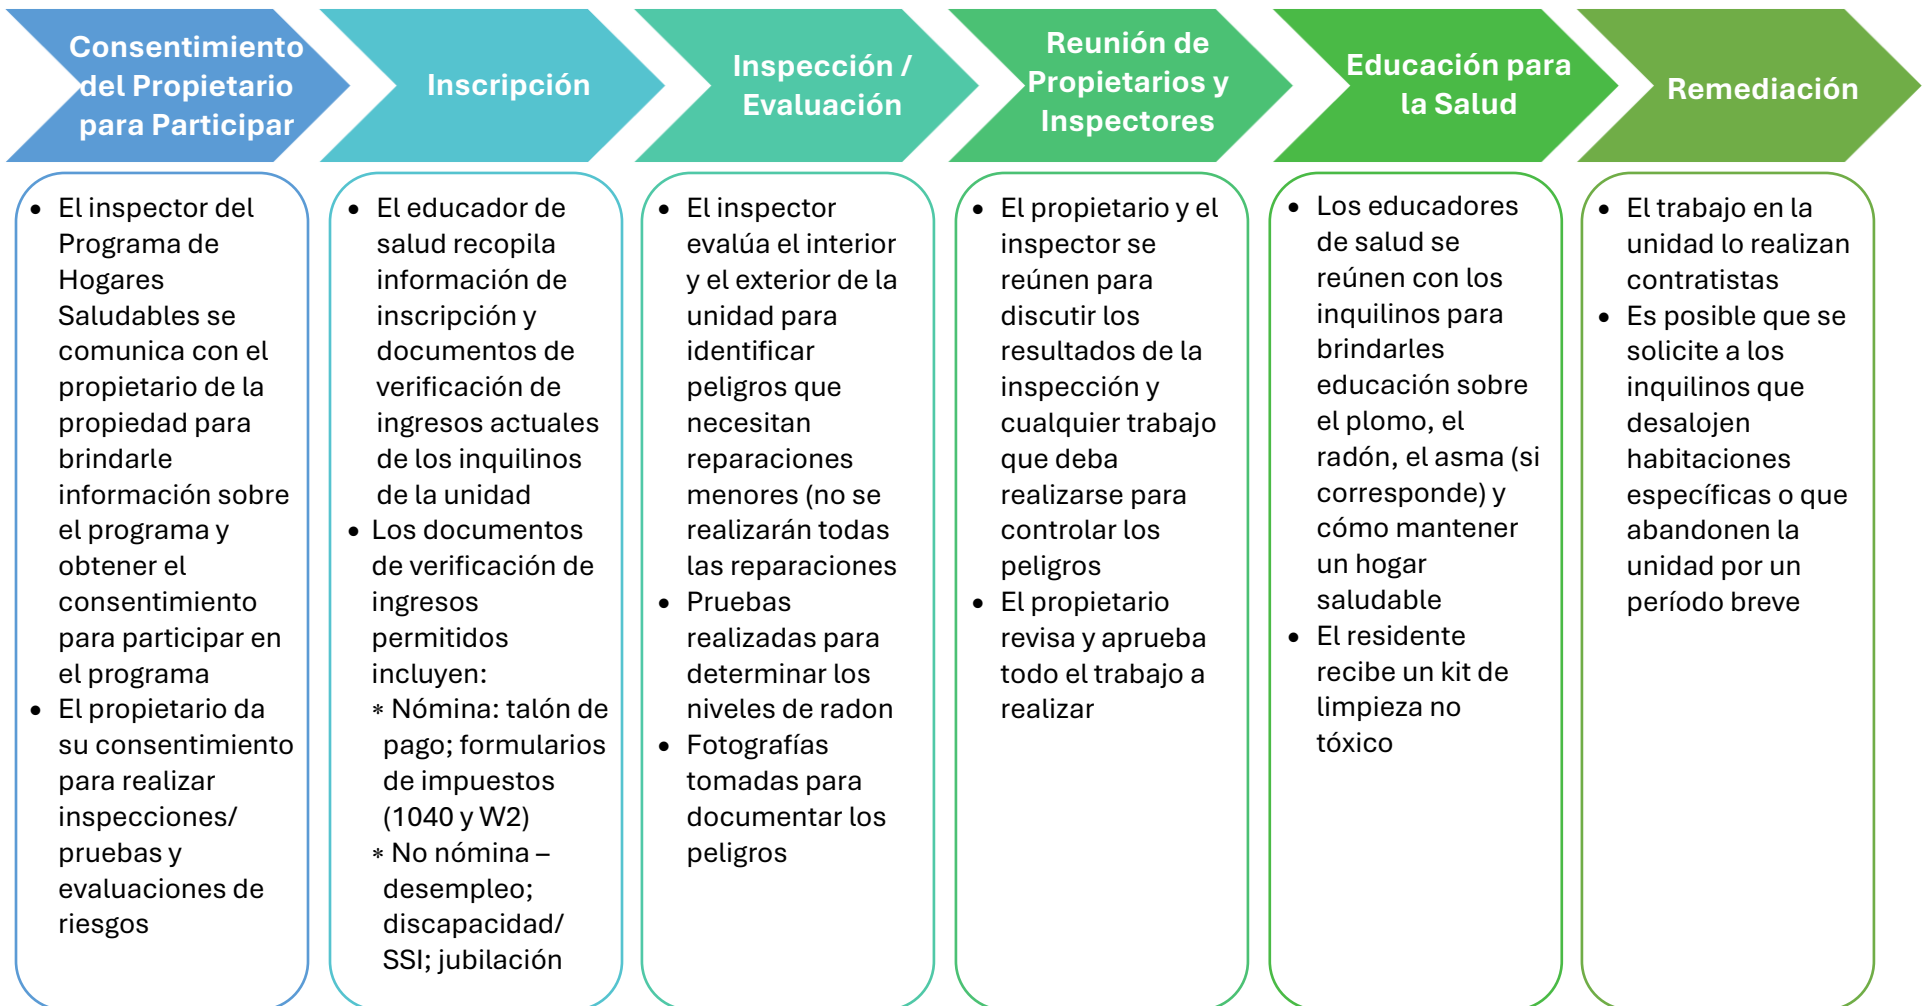 Consentimiento
del Propietario
para Participar
Inscripción
Inspección /
Evaluación
Reunión de
Propietarios y
Inspectores
Educación para
la Salud
Remediación
• El inspector del
Programa de
Hogares
Saludables se
comunica con el
propietario de la
propiedad para
brindarle
información sobre
el programa y
obtener el
consentimiento
para participar en
el programa
• El propietario da
su consentimiento
para realizar
inspecciones/
pruebas y
evaluaciones de
riesgos
• El educador de
salud recopila
información de
inscripción y
documentos de
verificación de
ingresos actuales
de los inquilinos
de la unidad
• Los documentos
de verificación de
ingresos
permitidos
incluyen:
* Nómina: talón de
pago; formularios
de impuestos
(1040 y W2)
* No nómina –
desempleo;
discapacidad/
SSI; jubilación
• El inspector
evalúa el interior
y el exterior de la
unidad para
identificar
peligros que
necesitan
reparaciones
menores (no se
realizarán todas
las reparaciones
• Pruebas
realizadas para
determinar los
niveles de radon
• Fotografías
tomadas para
documentar los
peligros
• El propietario y el
inspector se
reúnen para
discutir los
resultados de la
inspección y
cualquier trabajo
que deba
realizarse para
controlar los
peligros
• El propietario
revisa y aprueba
todo el trabajo a
realizar
• Los educadores
de salud se
reúnen con los
inquilinos para
brindarles
educación sobre
el plomo, el
radón, el asma (si
corresponde) y
cómo mantener
un hogar
saludable
• El residente
recibe un kit de
limpieza no
tóxico
• El trabajo en la
unidad lo realizan
contratistas
• Es posible que se
solicite a los
inquilinos que
desalojen
habitaciones
específicas o que
abandonen la
unidad por un
período breve